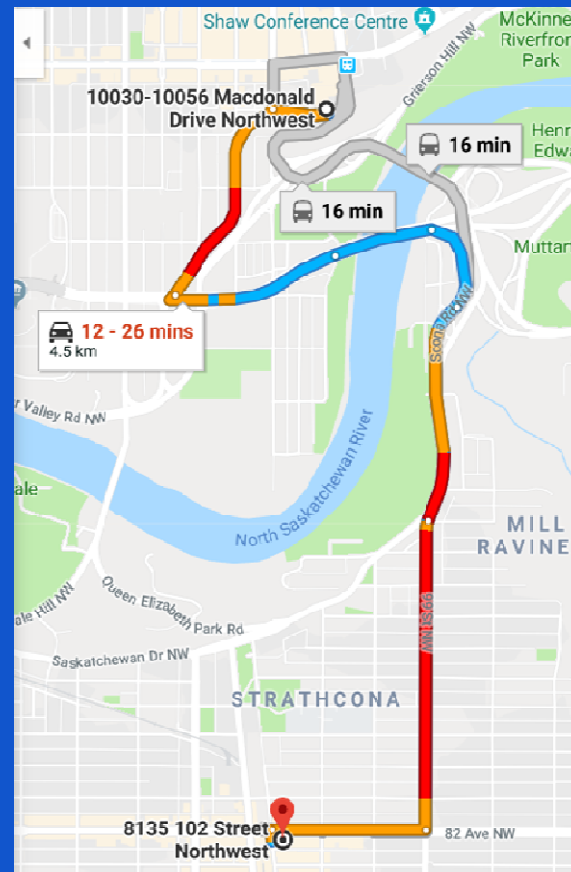 Shaw Conference Centre
McKinne
Riverfron
Park
Grierson Hill NW
10030-10056 Macdonald
Drive Northwest
Henr
Edwa
16 min
16 min
Muttart
Scona Rd NW
12 - 26 mins
4.5 km
r Valley Rd NW
ale
North Saskatchewan River
MILL
RAVINE
Queen Elizabeth Park Rd
ale Hill NW
99 St NW
Saskatchewan Dr NW
STRATHCONA
8135 102 Street
Northwest
82 Ave NW